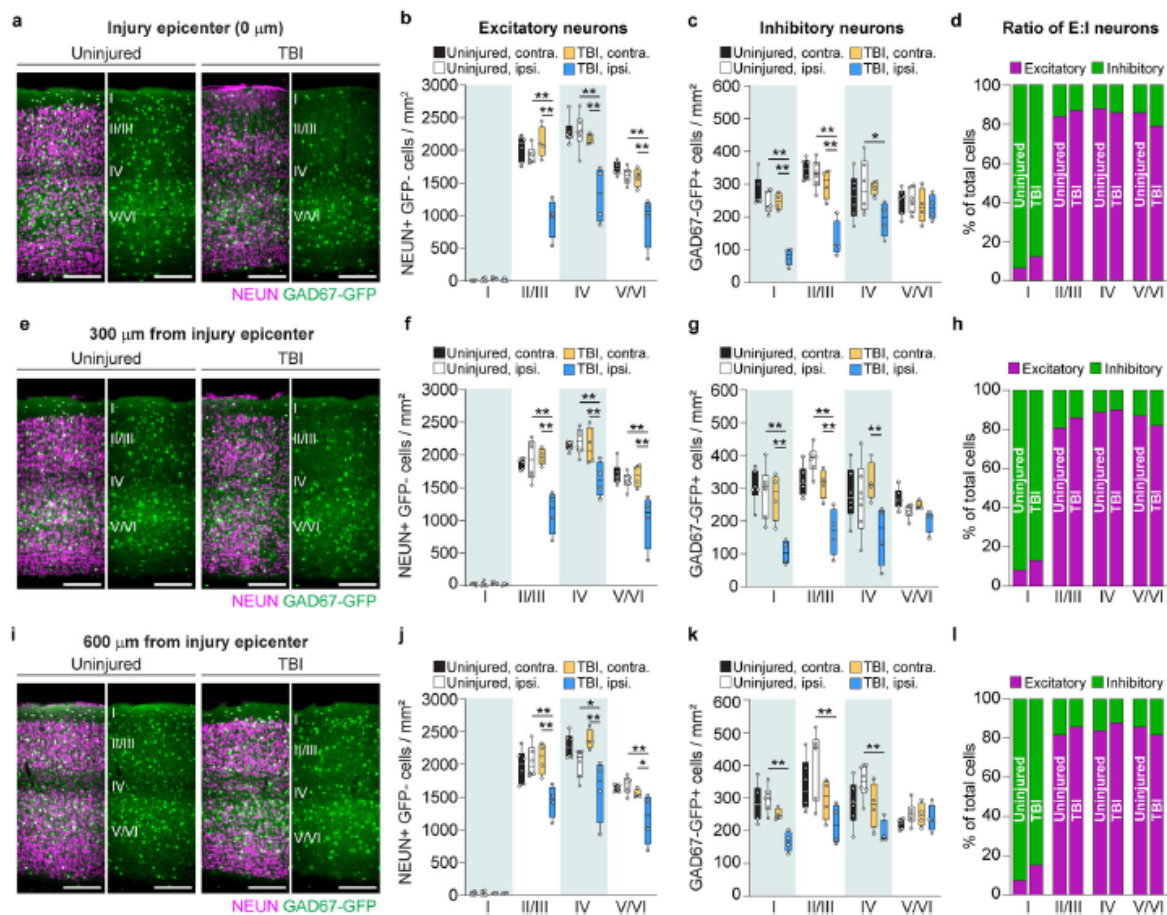 a
Injury epicenter (0 μm)
Uninjured TBI
I
II/III
IV
V/VI
I
II/III
IV
V/VI
NEUN GAD67-GFP
b
Excitatory neurons
Uninjured, contra. TBI, contra.
Uninjured, ipsi. TBI, ipsi.
NEUN+ GFP- cells / mm²
3000
2500
2000
1500
1000
500
0
** **
** **
**
**
I II/III IV V/VI
c
Inhibitory neurons
Uninjured, contra. TBI, contra.
Uninjured, ipsi. TBI, ipsi.
GAD67-GFP+ cells / mm²
600
500
400
300
200
100
0
**
**
**
**
*
I II/III IV V/VI
d
Ratio of E:I neurons
Excitatory Inhibitory
% of total cells
100
80
60
40
20
0
Uninjured TBI Uninjured TBI Uninjured TBI Uninjured TBI
I II/III IV V/VI
e
300 μm from injury epicenter
Uninjured TBI
I
II/III
IV
V/VI
I
II/III
IV
V/VI
NEUN GAD67-GFP
f
Uninjured, contra. TBI, contra.
Uninjured, ipsi. TBI, ipsi.
NEUN+ GFP- cells / mm²
3000
2500
2000
1500
1000
500
0
** **
** **
**
**
I II/III IV V/VI
g
Uninjured, contra. TBI, contra.
Uninjured, ipsi. TBI, ipsi.
GAD67-GFP+ cells / mm²
600
500
400
300
200
100
0
**
**
**
**
**
I II/III IV V/VI
h
Excitatory Inhibitory
% of total cells
100
80
60
40
20
0
Uninjured TBI Uninjured TBI Uninjured TBI Uninjured TBI
I II/III IV V/VI
i
600 μm from injury epicenter
Uninjured TBI
I
II/III
IV
V/VI
I
II/III
IV
V/VI
NEUN GAD67-GFP
j
Uninjured, contra. TBI, contra.
Uninjured, ipsi. TBI, ipsi.
NEUN+ GFP- cells / mm²
3000
2500
2000
1500
1000
500
0
** *
** **
**
*
I II/III IV V/VI
k
Uninjured, contra. TBI, contra.
Uninjured, ipsi. TBI, ipsi.
GAD67-GFP+ cells / mm²
600
500
400
300
200
100
0
**
**
**
I II/III IV V/VI
l
Excitatory Inhibitory
% of total cells
100
80
60
40
20
0
Uninjured TBI Uninjured TBI Uninjured TBI Uninjured TBI
I II/III IV V/VI